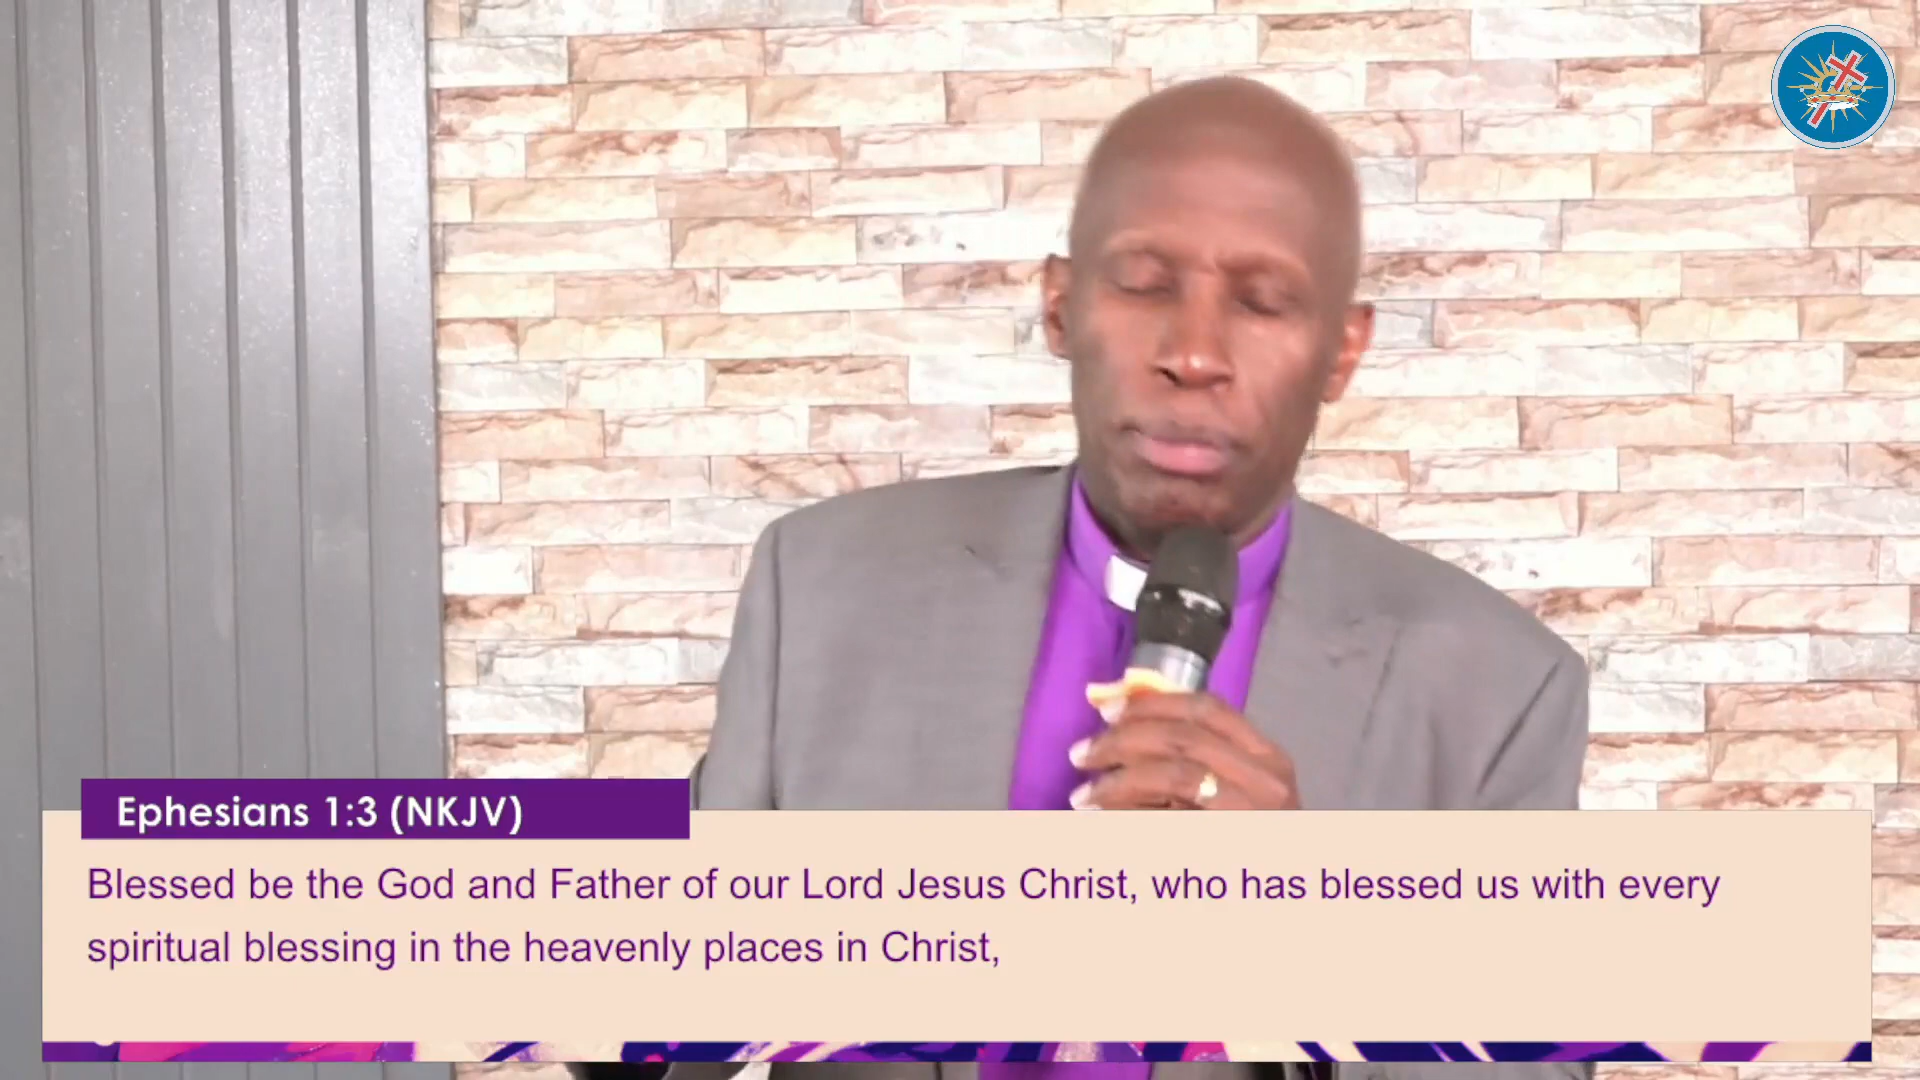 Ephesians 1:3 (NKJV)
Blessed be the God and Father of our Lord Jesus Christ, who has blessed us with every
spiritual blessing in the heavenly places in Christ,